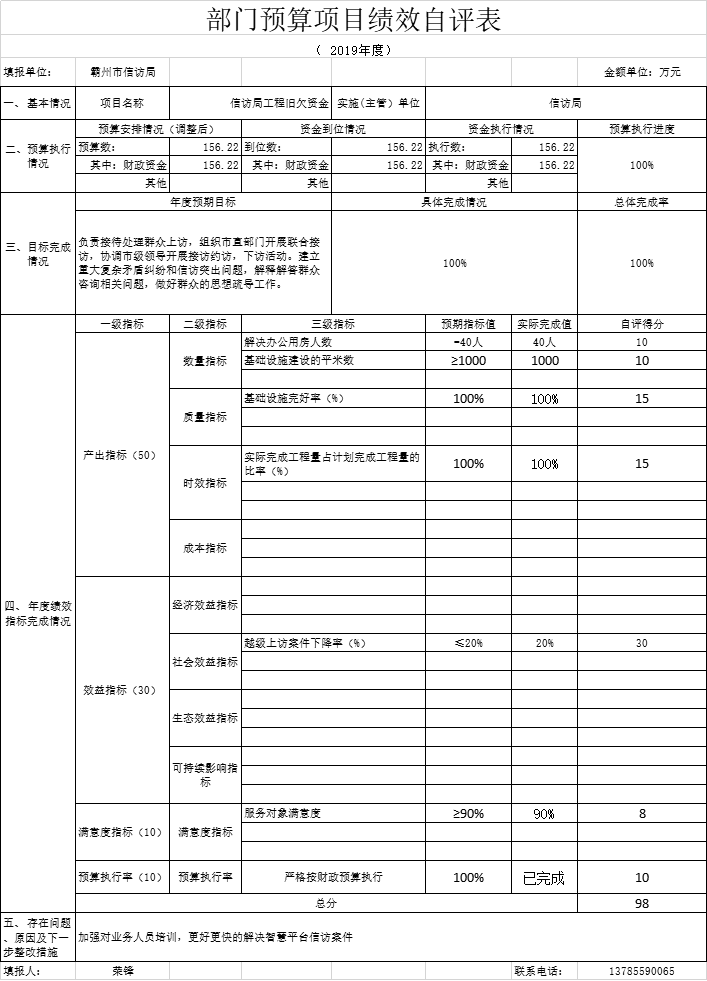 部门预算项目绩效自评表
（ 2019年度）
填报单位: 霸州市信访局 金额单位：万元
一、 基本情况 项目名称 信访局工程旧欠资金 实施(主管) 单位 信访局
二、预算执行情况 预算安排情况（调整后） 资金到位情况 资金执行情况 预算执行进度
预算数: 156.22 到位数: 156.22 执行数: 156.22 100%
其中: 财政资金 156.22 其中: 财政资金 156.22 其中: 财政资金 156.22
其他 其他 其他
三、目标完成情况 年度预期目标 具体完成情况 总体完成率
负责接待处理群众上访，组织市直部门开展联合接
访，协调市级领导开展接访约访，下访活动。建立
重大复杂矛盾纠纷和信访突出问题，解释解答群众
咨询相关问题，做好群众的思想疏导工作。
100% 100%
四、 年度绩效指标完成情况 一级指标 二级指标 三级指标 预期指标值 实际完成值 自评得分
产出指标（50） 数量指标 解决办公用房人数 =40人 40人 10
基础设施建设的平米数 ≥1000 1000 10
质量指标 基础设施完好率（%） 100% 100% 15
时效指标 实际完成工程量占计划完成工程量的
比率（%） 100% 100% 15
成本指标
效益指标（30） 经济效益指标
社会效益指标 越级上访案件下降率（%） ≤20% 20% 30
生态效益指标
可持续影响指
标
满意度指标（10） 满意度指标 服务对象满意度 ≥90% 90% 8
预算执行率（10） 预算执行率 严格按财政预算执行 100% 已完成 10
总分 98
五、 存在问题
、原因及下一
步整改措施
加强对业务人员培训，更好更快的解决智慧平台信访案件
填报人: 荣锋 联系电话: 13785590065